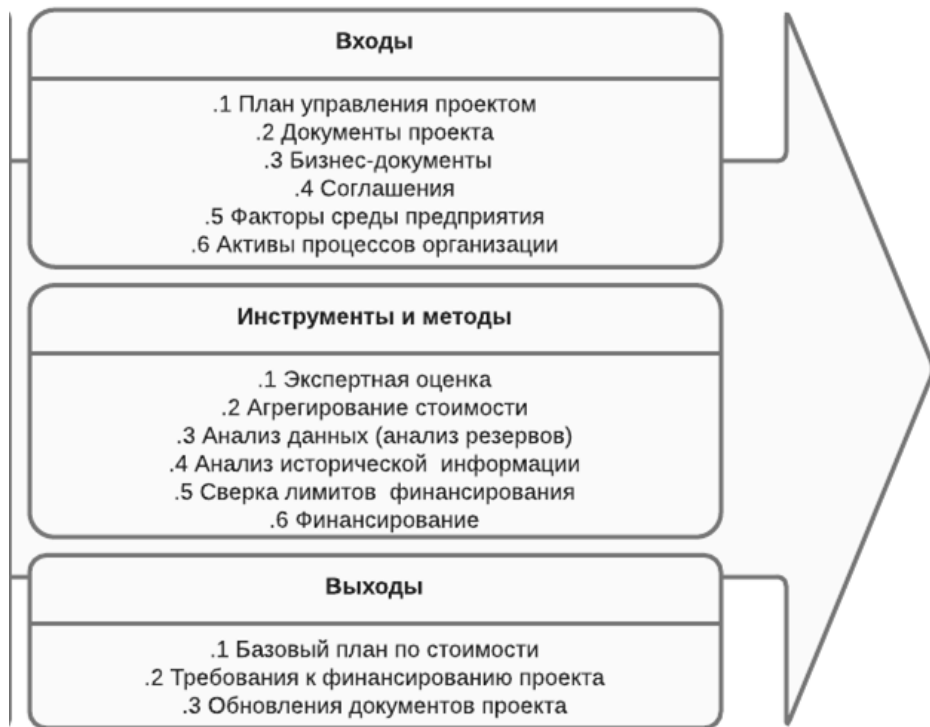 Входы
.1 План управления проектом
.2 Документы проекта
.3 Бизнес-документы
.4 Соглашения
.5 Факторы среды предприятия
.6 Активы процессов организации
Инструменты и методы
.1 Экспертная оценка
.2 Агрегирование стоимости
.3 Анализ данных (анализ резервов)
.4 Анализ исторической информации
.5 Сверка лимитов финансирования
.6 Финансирование
Выходы
.1 Базовый план по стоимости
.2 Требования к финансированию проекта
.3 Обновления документов проекта